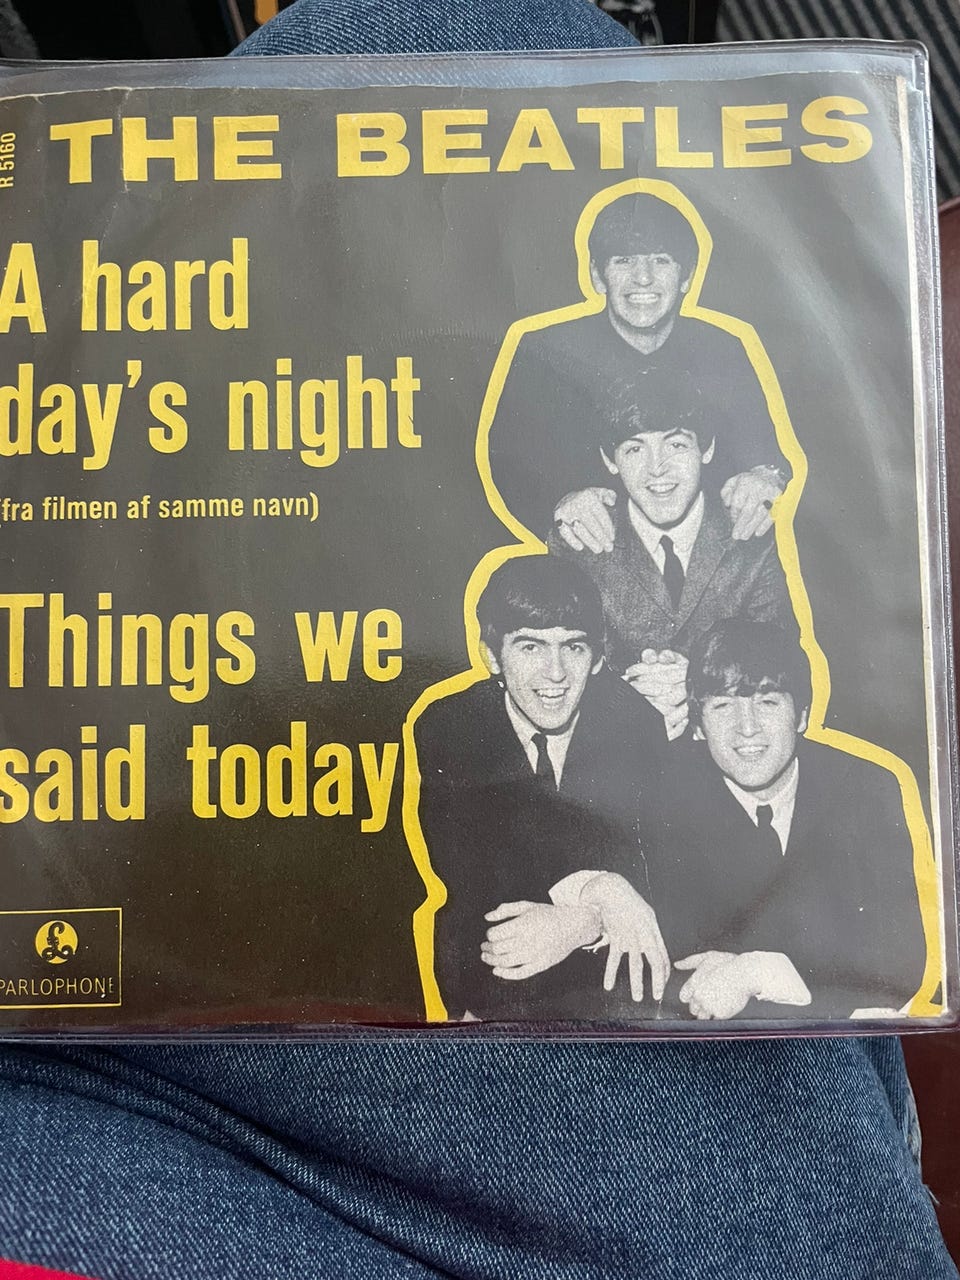 R 5160
THE BEATLES
A hard
day's night
(fra filmen af samme navn)
Things we
said today
£
PARLOPHONE